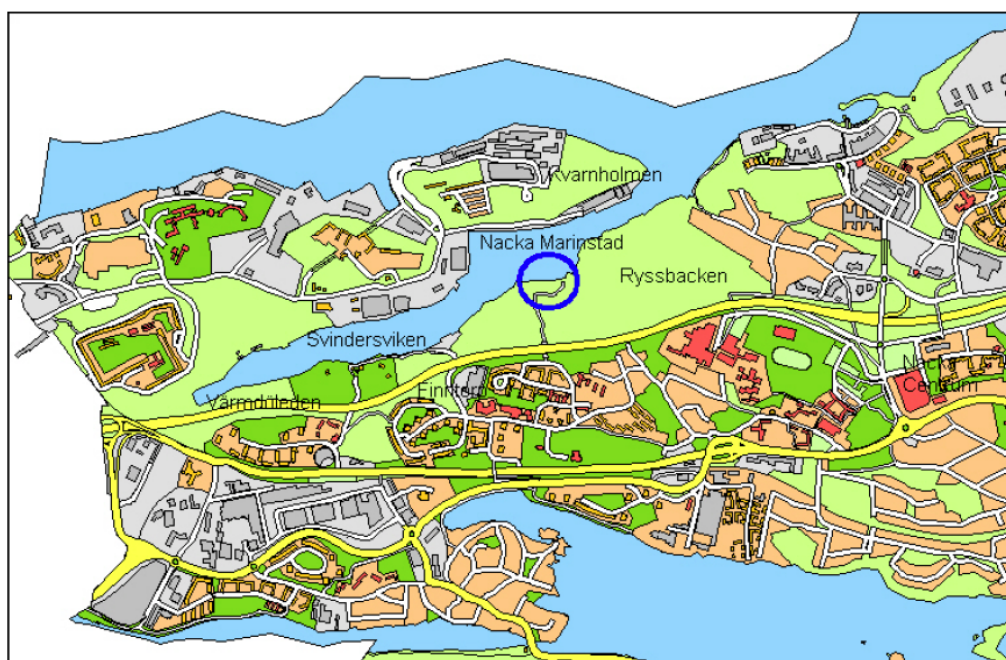 Kvarnholmen
Nacka Marinstad
Ryssbacken
Svindersviken
Värmdöleden
Finntorp
Nacka
Centrum